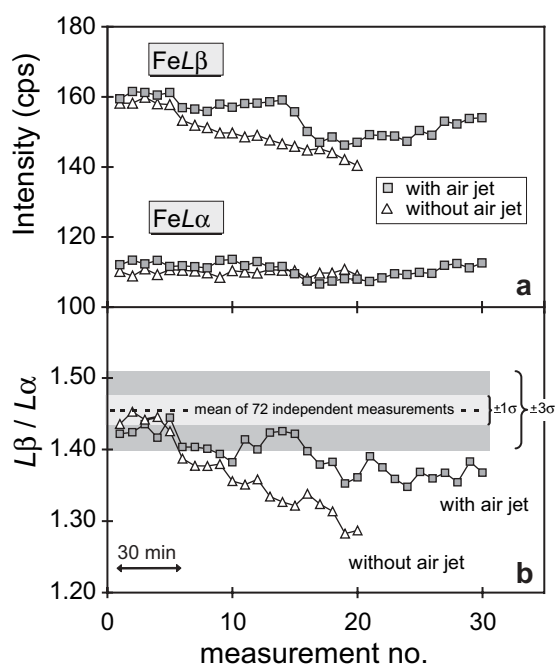 180
160
140
120
100
Intensity (cps)
FeLβ
with air jet
without air jet
FeLα
a
1.50
1.40
1.30
1.20
Lβ / Lα
mean of 72 independent measurements
±1σ
±3σ
with air jet
30 min
without air jet
b
0
10
20
30
measurement no.